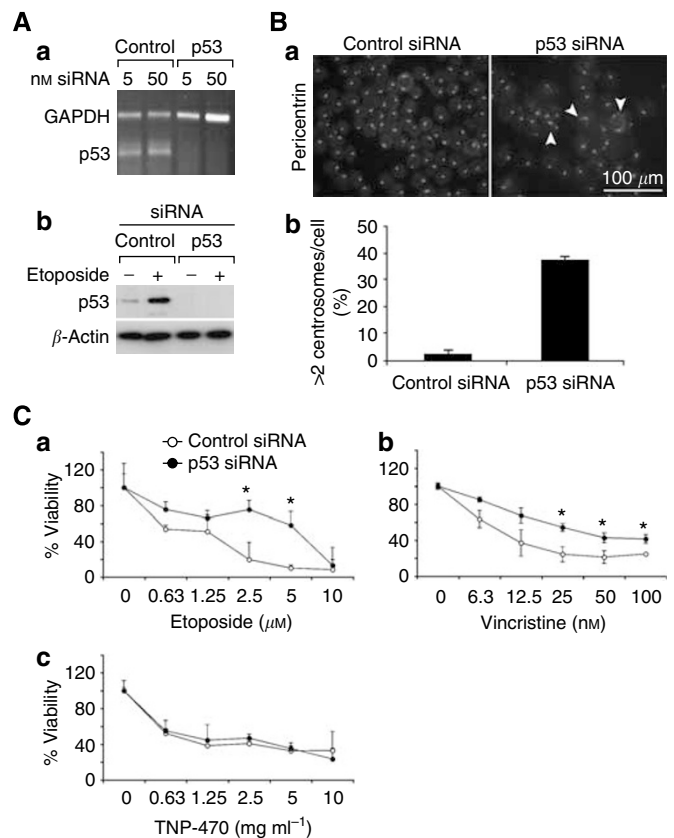 A
a
Control p53
nM siRNA 5 50 5 50
GAPDH
p53
b
siRNA
Control p53
Etoposide – + – +
p53
β-Actin
B
a
Control siRNA p53 siRNA
Pericentrin
100 μm
b
>2 centrosomes/cell
(%)
50
40
30
20
10
0
Control siRNA p53 siRNA
C
a
Control siRNA
p53 siRNA
% Viability
120
80
40
0
* *
0 0.63 1.25 2.5 5 10
Etoposide (μM)
b
% Viability
120
80
40
0
* * *
0 6.3 12.5 25 50 100
Vincristine (nM)
c
% Viability
120
80
40
0
0 0.63 1.25 2.5 5 10
TNP-470 (mg ml⁻¹)